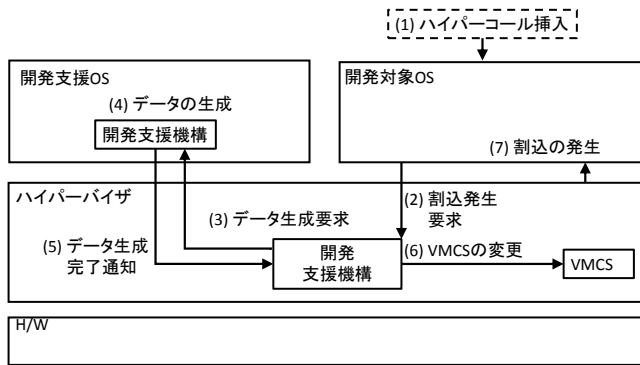 (1) ハイパーコール挿入
開発支援OS
(4) データの生成
開発支援機構
開発対象OS
(7) 割込の発生
ハイパーバイザ
(3) データ生成要求
(2) 割込発生
要求
(5) データ生成
完了通知
開発
支援機構
(6) VMCSの変更
VMCS
H/W